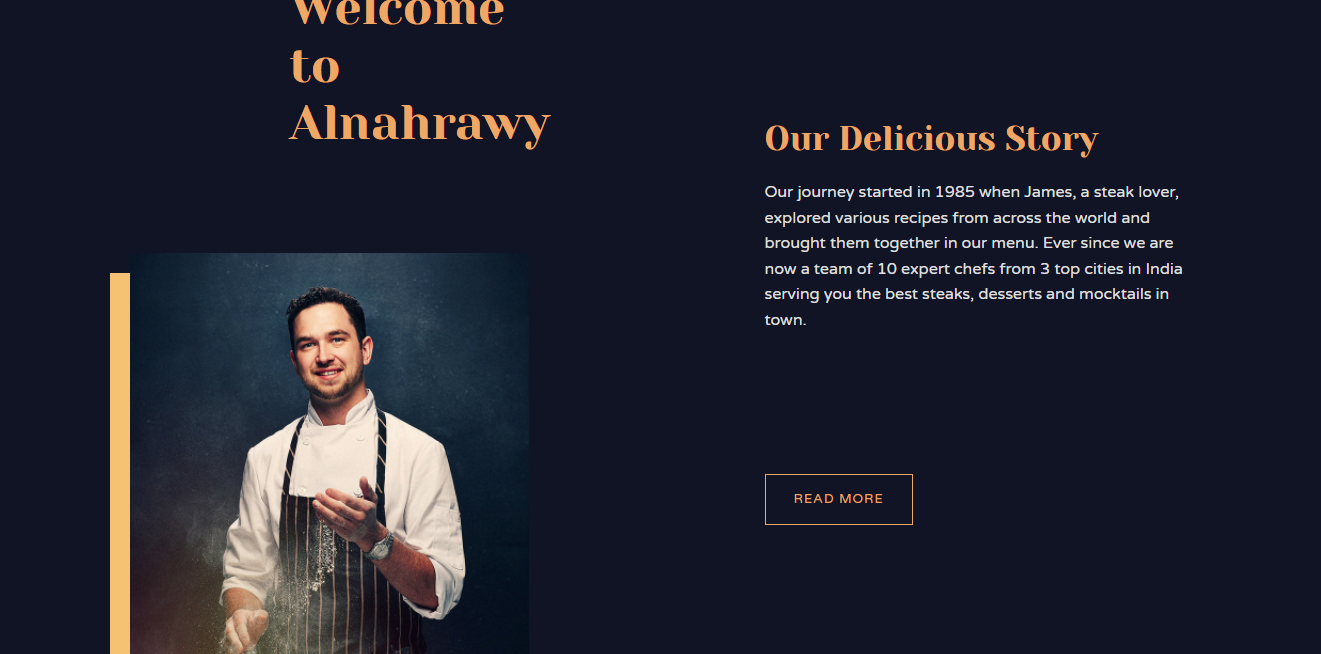 Welcome
to
Alnahrawy
Our Delicious Story
Our journey started in 1985 when James, a steak lover,
explored various recipes from across the world and
brought them together in our menu. Ever since we are
now a team of 10 expert chefs from 3 top cities in India
serving you the best steaks, desserts and mocktails in
town.
READ MORE